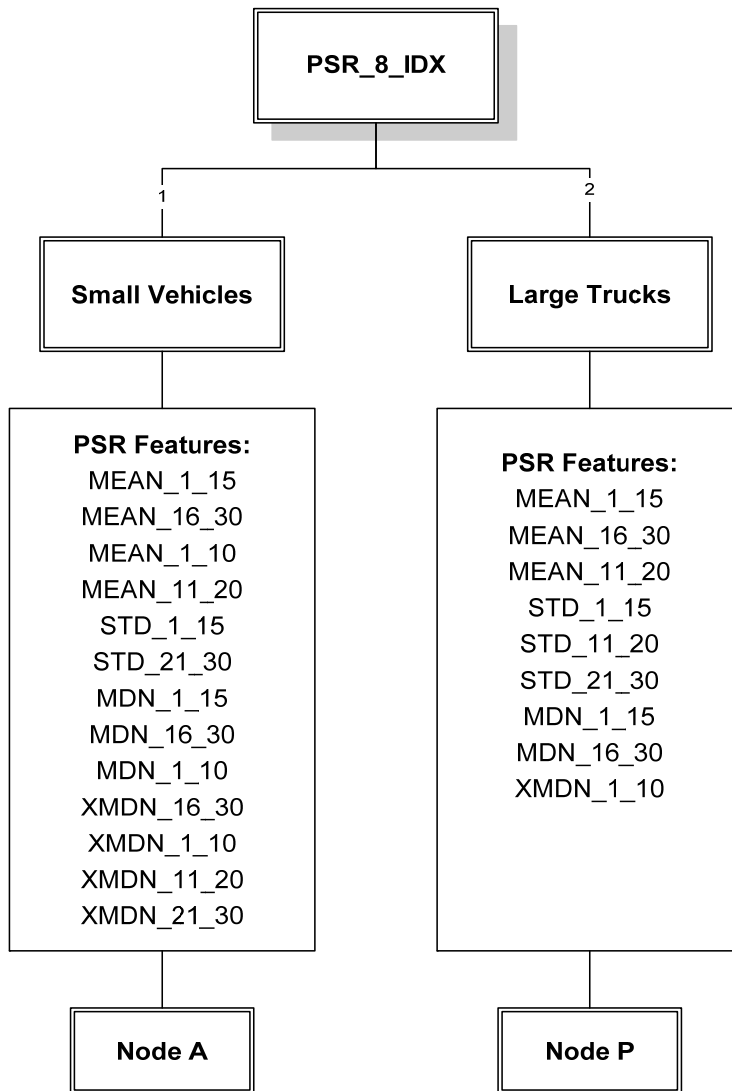 PSR_8_IDX
1
2
Small Vehicles
Large Trucks
PSR Features:
MEAN_1_15
MEAN_16_30
MEAN_1_10
MEAN_11_20
STD_1_15
STD_21_30
MDN_1_15
MDN_16_30
MDN_1_10
XMDN_16_30
XMDN_1_10
XMDN_11_20
XMDN_21_30
PSR Features:
MEAN_1_15
MEAN_16_30
MEAN_11_20
STD_1_15
STD_11_20
STD_21_30
MDN_1_15
MDN_16_30
XMDN_1_10
Node A
Node P